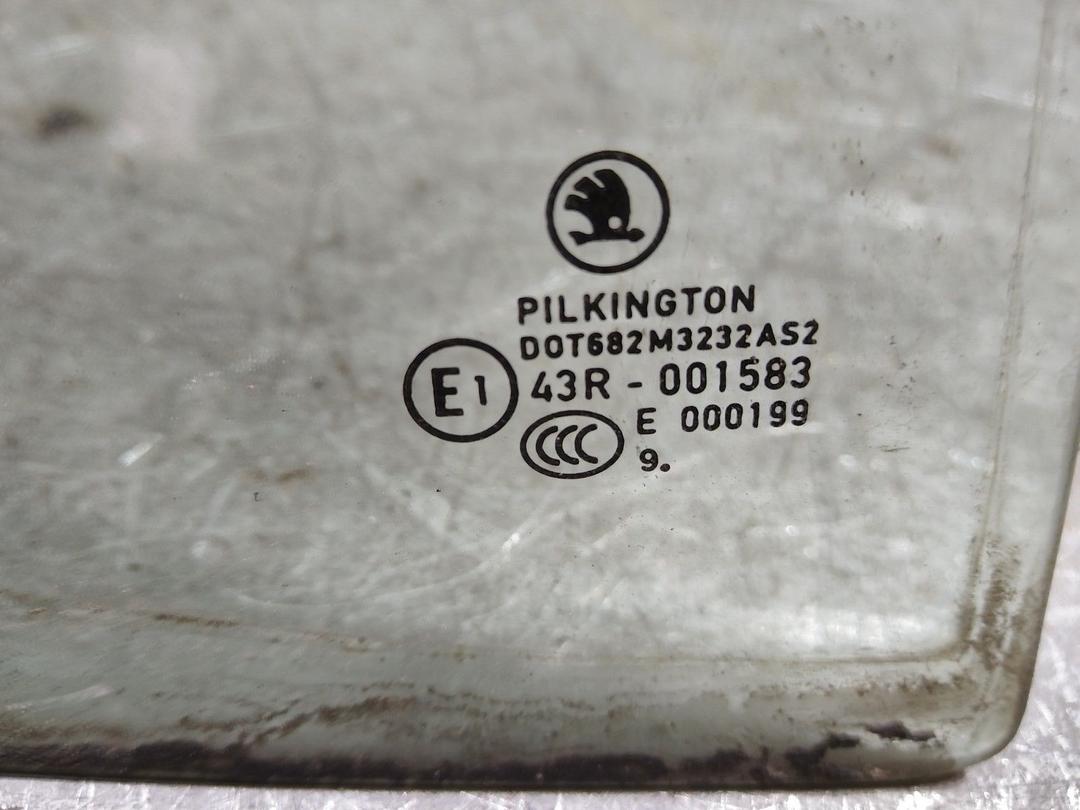 PILKINGTON
DOT682M3232AS2
E1 43R - 001583
CCC E 000199
9.